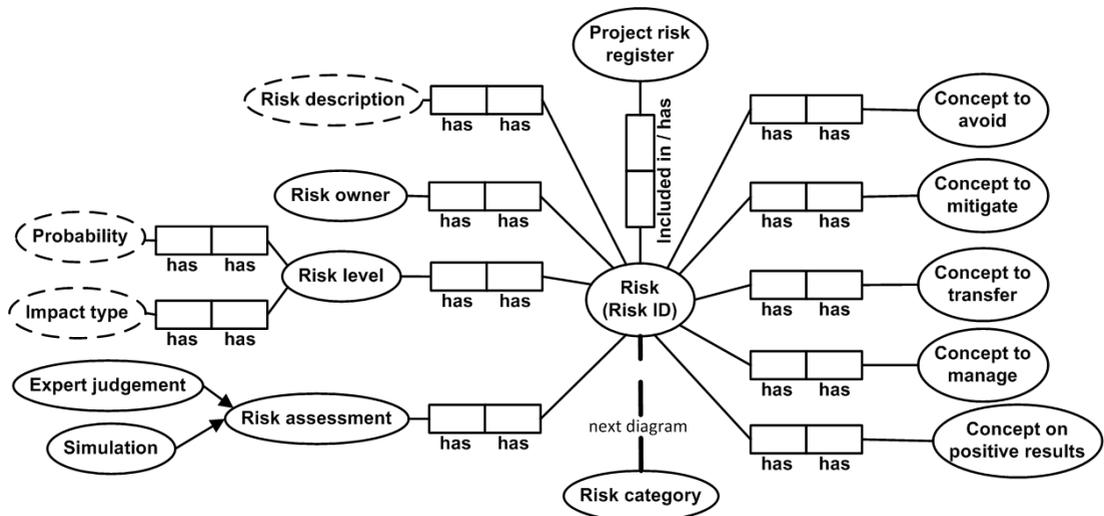 Project risk
register
Included in / has
Risk description
has has
Risk owner
has has
Probability
has has
Impact type
has has
Risk level
has has
Expert judgement
Simulation
Risk assessment
has has
Risk
(Risk ID)
next diagram
Risk category
has has
Concept to
avoid
has has
Concept to
mitigate
has has
Concept to
transfer
has has
Concept to
manage
has has
Concept on
positive results